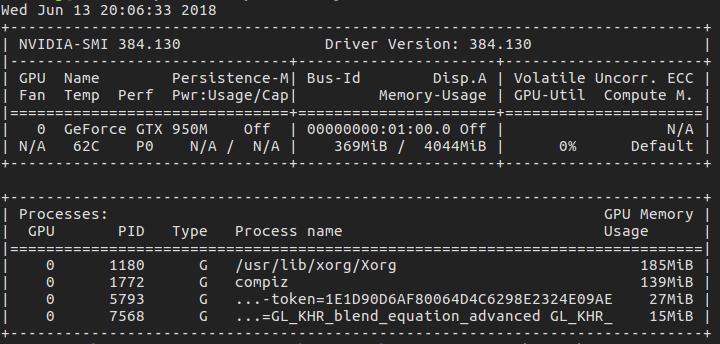 Wed Jun 13 20:06:33 2018
+-----------------------------------------------------------------------------+
| NVIDIA-SMI 384.130                Driver Version: 384.130                   |
|-------------------------------+----------------------+----------------------+
| GPU  Name        Persistence-M| Bus-Id        Disp.A | Volatile Uncorr. ECC |
| Fan  Temp  Perf  Pwr:Usage/Cap|         Memory-Usage | GPU-Util  Compute M. |
|===============================+======================+======================|
|   0  GeForce GTX 950M    Off  | 00000000:01:00.0 Off |                  N/A |
| N/A   62C    P0    N/A /  N/A |    369MiB /  4044MiB |      0%      Default |
+-------------------------------+----------------------+----------------------+

+-----------------------------------------------------------------------------+
| Processes:                                                       GPU Memory |
|  GPU       PID   Type   Process name                             Usage      |
|=============================================================================|
|    0      1180      G   /usr/lib/xorg/Xorg                           185MiB |
|    0      1772      G   compiz                                       139MiB |
|    0      5793      G   ...-token=1E1D90D6AF80064D4C6298E2324E09AE    27MiB |
|    0      7568      G   ...=GL_KHR_blend_equation_advanced GL_KHR_    15MiB |
+-----------------------------------------------------------------------------+